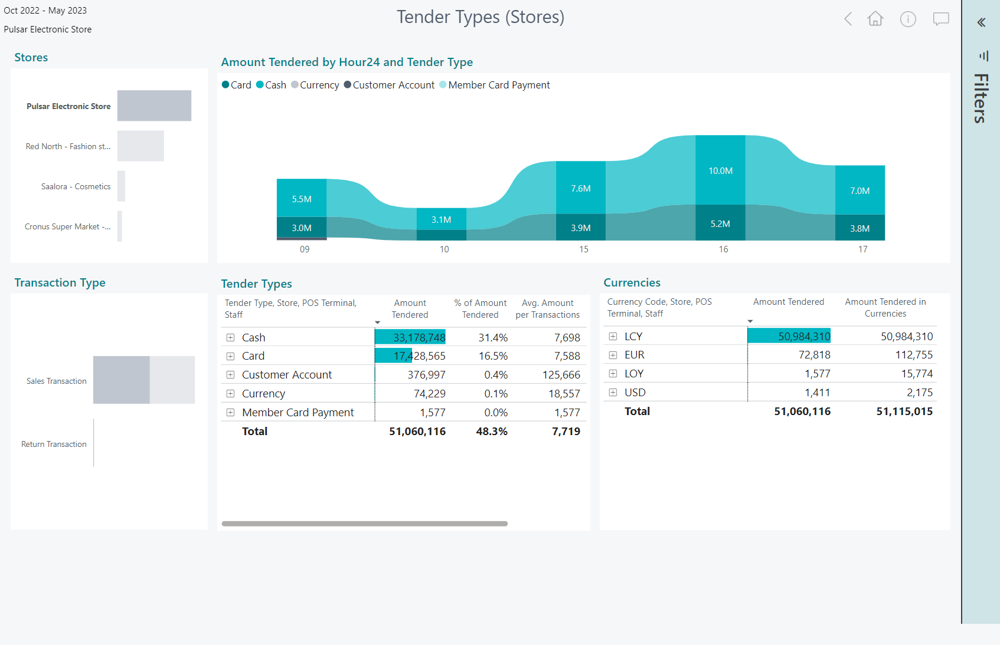 Oct 2022 - May 2023
Pulsar Electronic Store
Tender Types (Stores)
Filters
Stores
Pulsar Electronic Store
Red North - Fashion st...
Saalora - Cosmetics
Cronus Super Market -...
Amount Tendered by Hour24 and Tender Type
Card Cash Currency Customer Account Member Card Payment
5.5M 3.1M 7.6M 10.0M 7.0M
3.0M 3.9M 5.2M 3.8M
09 10 15 16 17
Transaction Type
Sales Transaction
Return Transaction
Tender Types
Tender Type, Store, POS Terminal, Amount % of Amount Avg. Amount
Staff Tendered Tendered per Transactions
Cash 33,178,748 31.4% 7,698
Card 17,428,565 16.5% 7,588
Customer Account 376,997 0.4% 125,666
Currency 74,229 0.1% 18,557
Member Card Payment 1,577 0.0% 1,577
Total 51,060,116 48.3% 7,719
Currencies
Currency Code, Store, POS Amount Tendered Amount Tendered in
Terminal, Staff Currencies
LCY 50,984,310 50,984,310
EUR 72,818 112,755
LOY 1,577 15,774
USD 1,411 2,175
Total 51,060,116 51,115,015